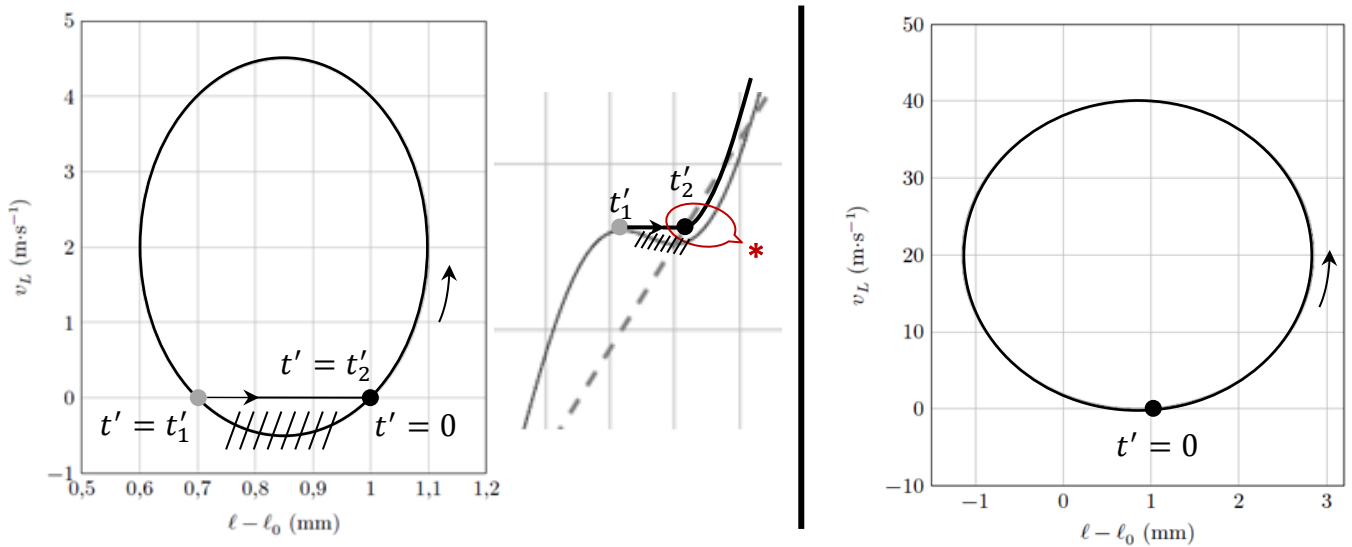 5
4
3
2
1
0
−1
v_L (m·s⁻¹)
0,5 0,6 0,7 0,8 0,9 1 1,1 1,2
ℓ − ℓ₀ (mm)
t′ = t′₂
t′ = t′₁
t′ = 0
t′₁
t′₂
*
50
40
30
20
10
0
−10
v_L (m·s⁻¹)
−1 0 1 2 3
ℓ − ℓ₀ (mm)
t′ = 0